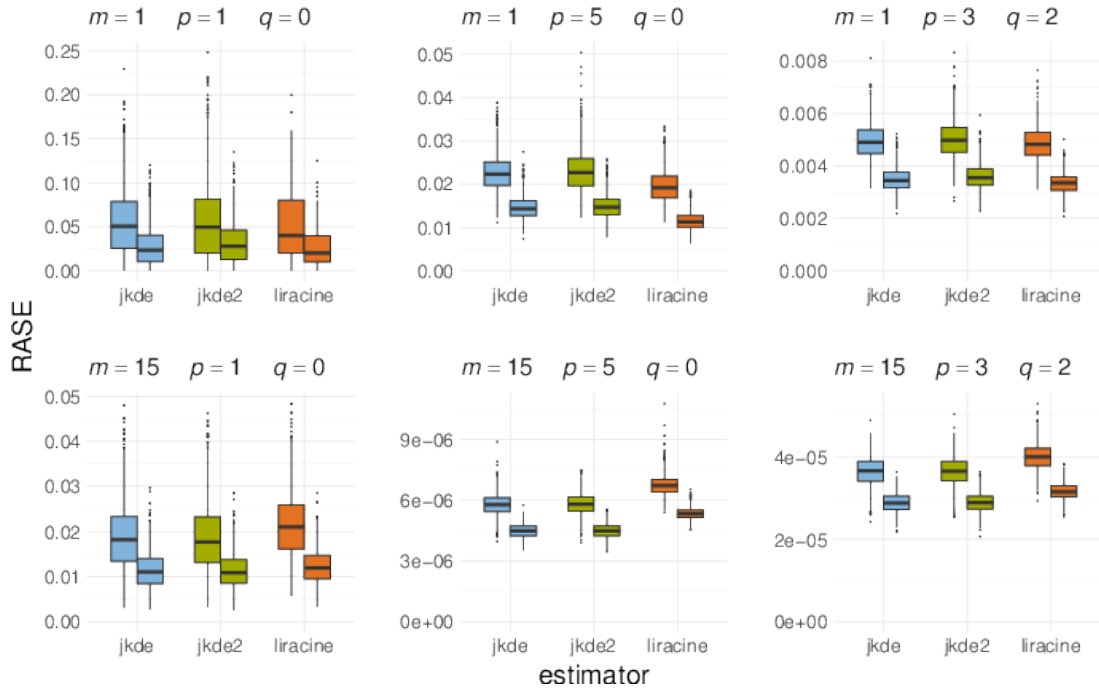 m = 1 p = 1 q = 0
0.25
0.20
0.15
0.10
0.05
0.00
jkde jkde2 liracine
m = 1 p = 5 q = 0
0.05
0.04
0.03
0.02
0.01
0.00
jkde jkde2 liracine
m = 1 p = 3 q = 2
0.008
0.006
0.004
0.002
0.000
jkde jkde2 liracine
RASE
m = 15 p = 1 q = 0
0.05
0.04
0.03
0.02
0.01
0.00
jkde jkde2 liracine
m = 15 p = 5 q = 0
9e−06
6e−06
3e−06
0e+00
jkde jkde2 liracine
m = 15 p = 3 q = 2
4e−05
2e−05
0e+00
jkde jkde2 liracine
estimator